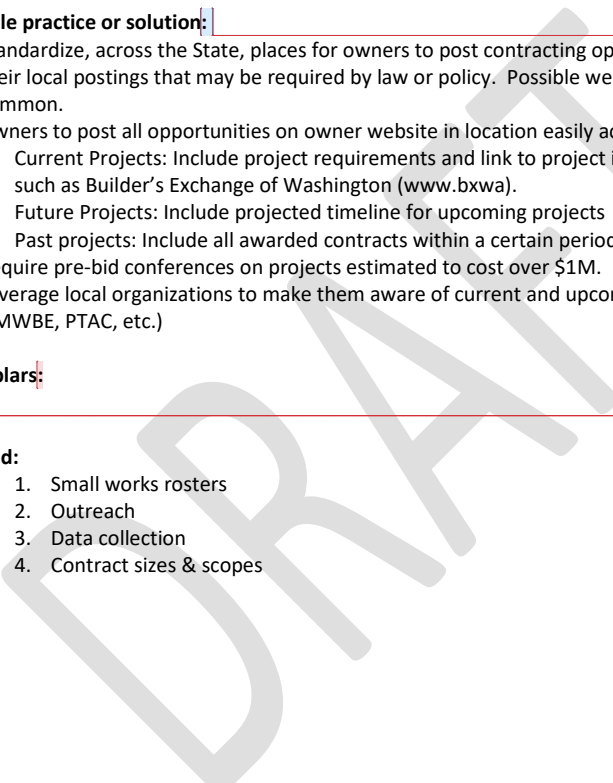 le practice or solution:
andardize, across the State, places for owners to post contracting op
eir local postings that may be required by law or policy.  Possible we
mmon.
wners to post all opportunities on owner website in location easily a
Current Projects: Include project requirements and link to project i
such as Builder's Exchange of Washington (www.bxwa).
Future Projects: Include projected timeline for upcoming projects
Past projects: Include all awarded contracts within a certain period
equire pre-bid conferences on projects estimated to cost over $1M.
verage local organizations to make them aware of current and upcon
MWBE, PTAC, etc.)
plars:
d:
1. Small works rosters
2. Outreach
3. Data collection
4. Contract sizes & scopes
DRAFT